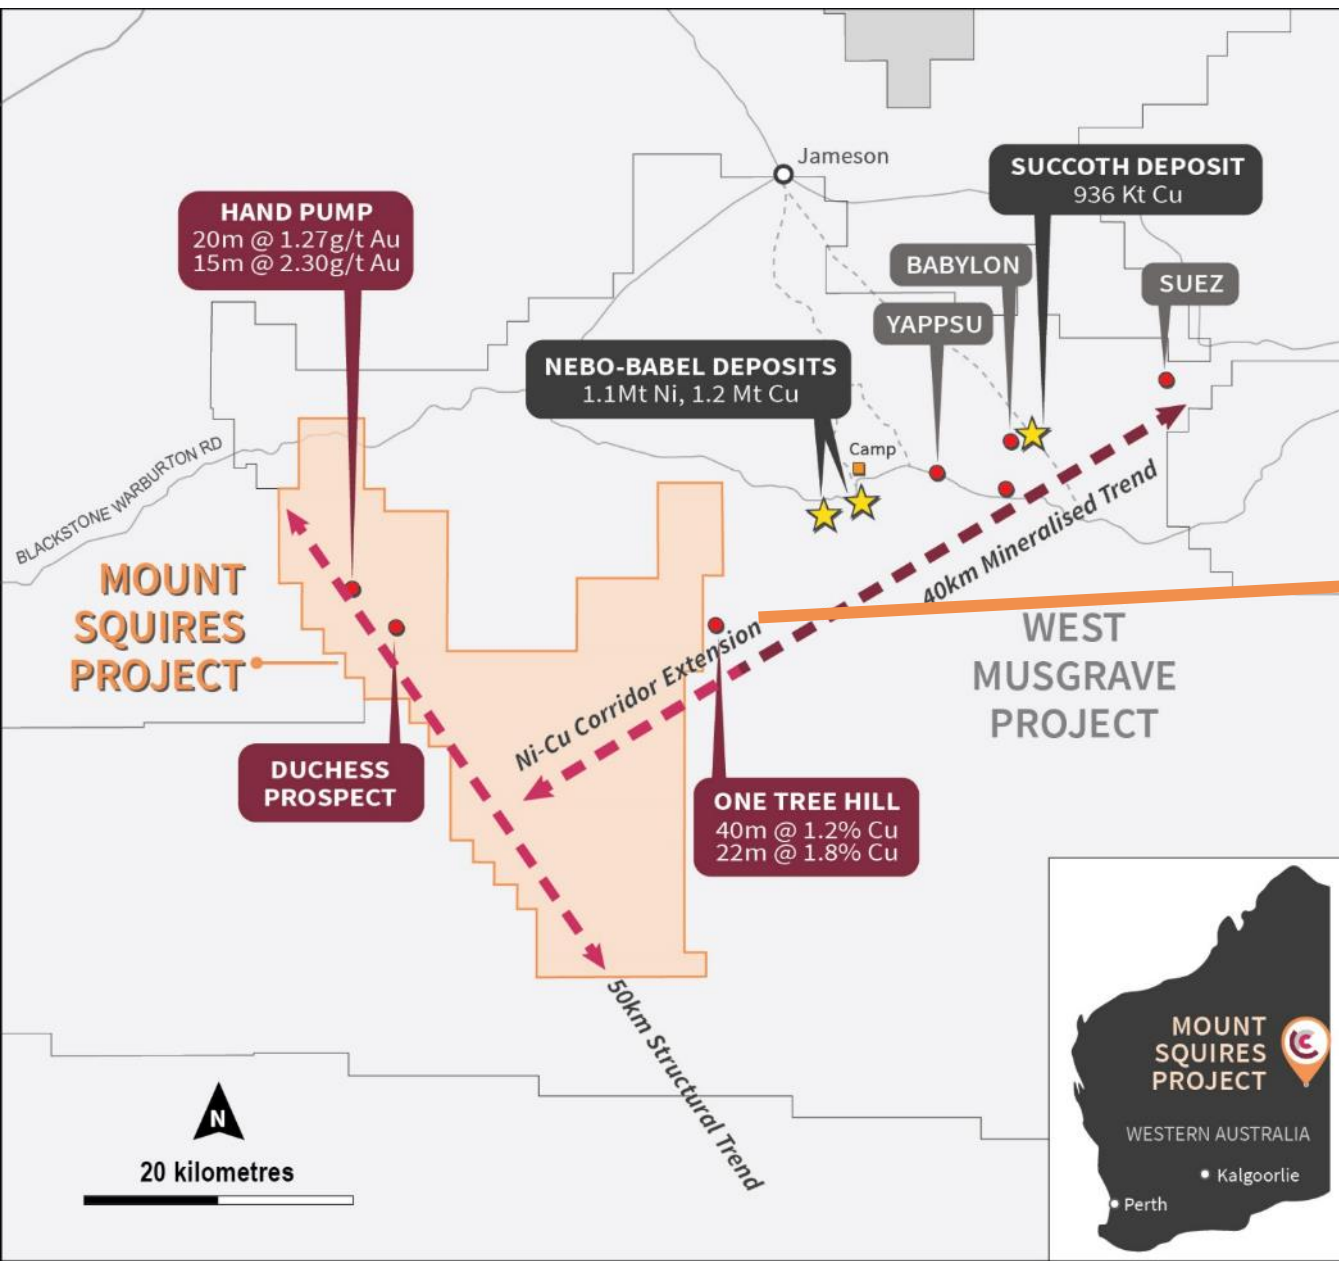 Jameson
SUCCOTH DEPOSIT
936 Kt Cu
HAND PUMP
20m @ 1.27g/t Au
15m @ 2.30g/t Au
BABYLON
SUEZ
YAPPSU
NEBO-BABEL DEPOSITS
1.1Mt Ni, 1.2 Mt Cu
Camp
BLACKSTONE WARBURTON RD
40km Mineralised Trend
MOUNT
SQUIRES
PROJECT
WEST
MUSGRAVE
PROJECT
Ni-Cu Corridor Extension
DUCHESS
PROSPECT
ONE TREE HILL
40m @ 1.2% Cu
22m @ 1.8% Cu
50km Structural Trend
N
20 kilometres
MOUNT
SQUIRES
PROJECT
WESTERN AUSTRALIA
Kalgoorlie
Perth